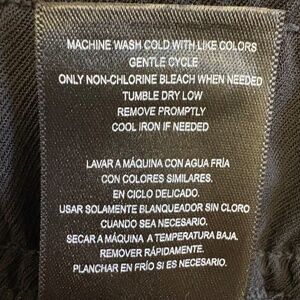 MACHINE WASH COLD WITH LIKE COLORS
GENTLE CYCLE
ONLY NON-CHLORINE BLEACH WHEN NEEDED
TUMBLE DRY LOW
REMOVE PROMPTLY
COOL IRON IF NEEDED
LAVAR A MÁQUINA CON AGUA FRÍA
CON COLORES SIMILARES.
EN CICLO DELICADO.
USAR SOLAMENTE BLANQUEADOR SIN CLORO
CUANDO SEA NECESARIO.
SECAR A MÁQUINA A TEMPERATURA BAJA.
REMOVER RÁPIDAMENTE.
PLANCHAR EN FRÍO SI ES NECESARIO.